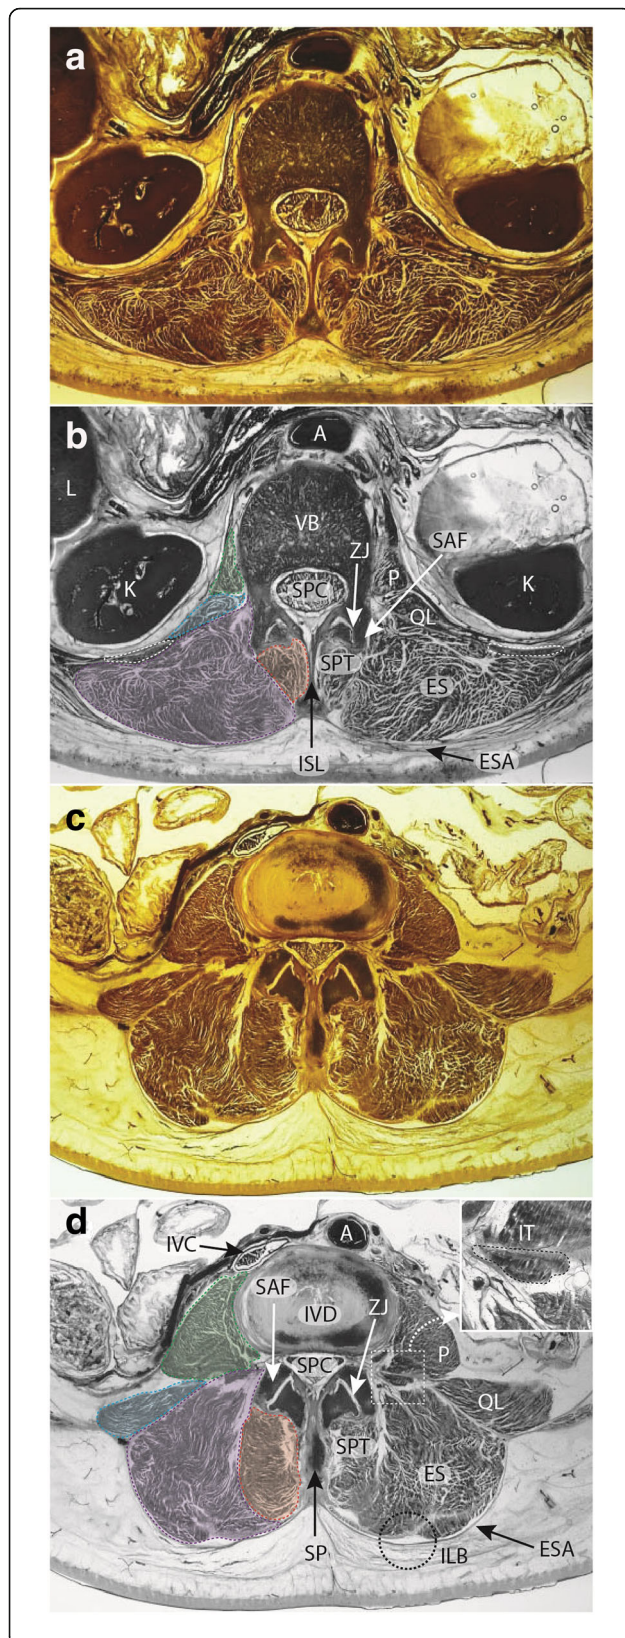 a
b
A
L
VB
ZJ
SAF
K
SPC
P
K
QL
SPT
ES
ISL
ESA
c
d
IVC
A
IT
SAF
IVD
ZJ
SPC
P
QL
SPT
ES
SP
ILB
ESA